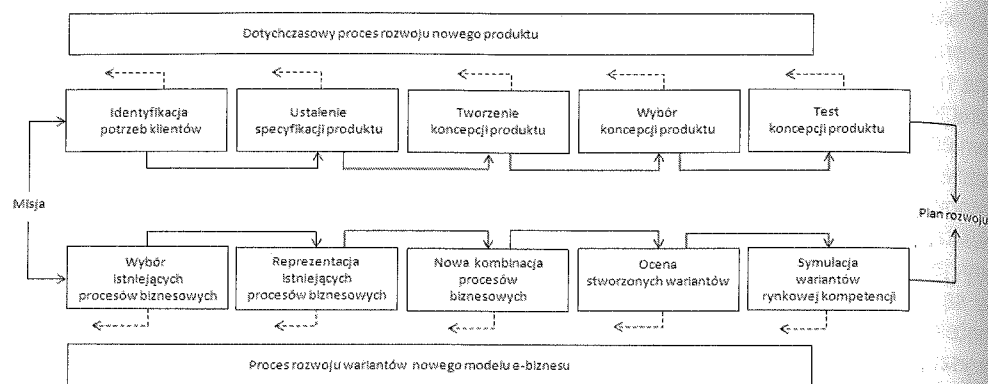 Dotychczasowy proces rozwoju nowego produktu
Identyfikacja
potrzeb klientów
Ustalenie
specyfikacji produktu
Tworzenie
koncepcji produktu
Wybór
koncepcji produktu
Test
koncepcji produktu
Misja
Plan rozwoju
Wybór
istniejących
procesów biznesowych
Reprezentacja
istniejących
procesów biznesowych
Nowa kombinacja
procesów
biznesowych
Ocena
stworzonych wariantów
Symulacja
wariantów
rynkowej kompetencji
Proces rozwoju wariantów nowego modelu e-biznesu